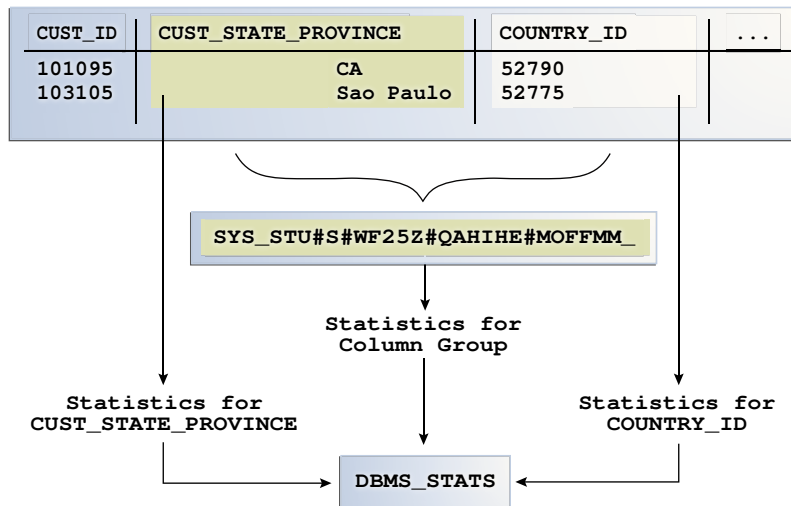 CUST_ID CUST_STATE_PROVINCE COUNTRY_ID ...
101095 CA 52790
103105 Sao Paulo 52775
SYS_STU#S#WF25Z#QAHIHE#MOFFMM_
Statistics for
Column Group
Statistics for
CUST_STATE_PROVINCE
Statistics for
COUNTRY_ID
DBMS_STATS